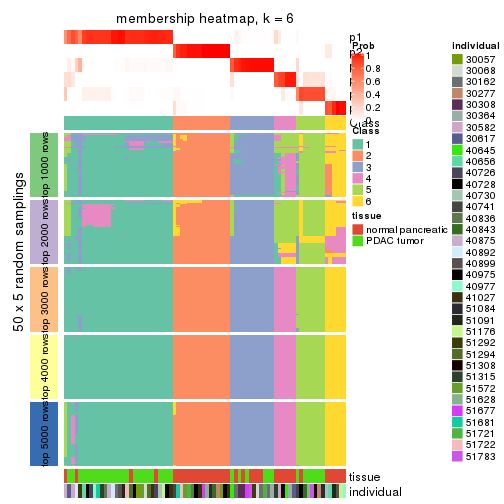 membership heatmap, k = 6
p1
Prob
1
0.8
0.6
0.4
0.2
0
Class
Class
1
2
3
4
5
6
tissue
normal pancreatic
PDAC tumor
individual
30057
30068
30162
30277
30308
30364
30582
30617
40645
40656
40726
40728
40730
40741
40836
40843
40875
40892
40899
40975
40977
41027
51084
51091
51176
51292
51294
51308
51315
51572
51628
51677
51681
51721
51722
51783
50 x 5 random samplings
top 1000 rows
top 2000 rows
top 3000 rows
top 4000 rows
top 5000 rows
tissue
individual